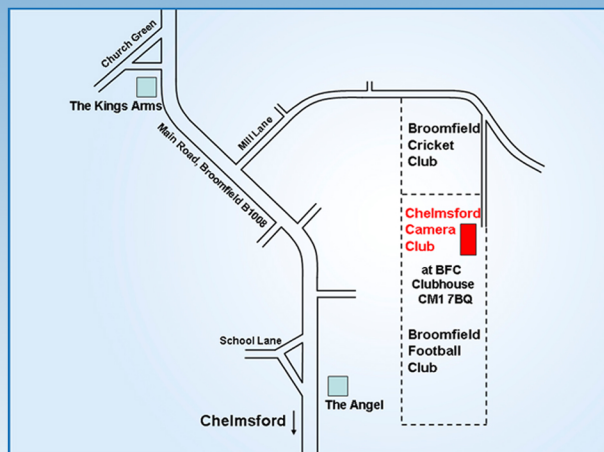 Church Green
The Kings Arms
Main Road, Broomfield B1008
Mill Lane
Broomfield
Cricket
Club
Chelmsford
Camera
Club
at BFC
Clubhouse
CM1 7BQ
Broomfield
Football
Club
School Lane
The Angel
Chelmsford